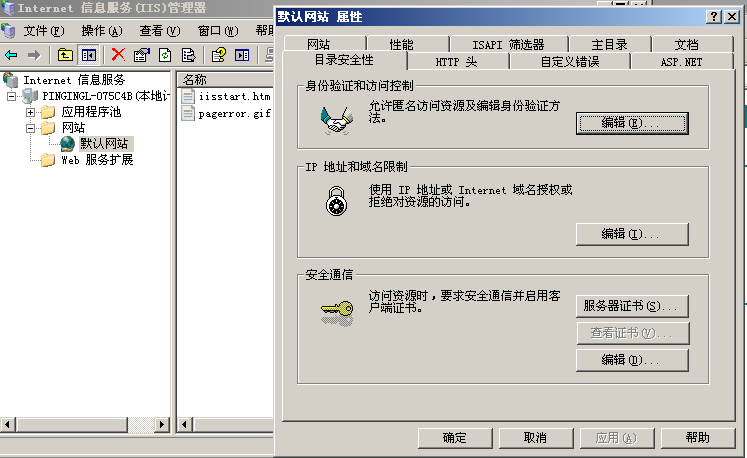 Internet 信息服务(IIS)管理器
文件(F) 操作(A) 查看(V) 窗口(W) 帮助
Internet 信息服务
PINGINGL-075C4B(本地计
应用程序池
网站
默认网站
Web 服务扩展
名称
iisstart.htm
pagerror.gif
默认网站 属性
网站 性能 ISAPI 筛选器 主目录 文档
目录安全性 HTTP 头 自定义错误 ASP.NET
身份验证和访问控制
允许匿名访问资源及编辑身份验证方
法。
编辑(E)...
IP 地址和域名限制
使用 IP 地址或 Internet 域名授权或
拒绝对资源的访问。
编辑(I)...
安全通信
访问资源时，要求安全通信并启用客
户端证书。
服务器证书(S)...
查看证书(V)...
编辑(D)...
确定 取消 应用(A) 帮助